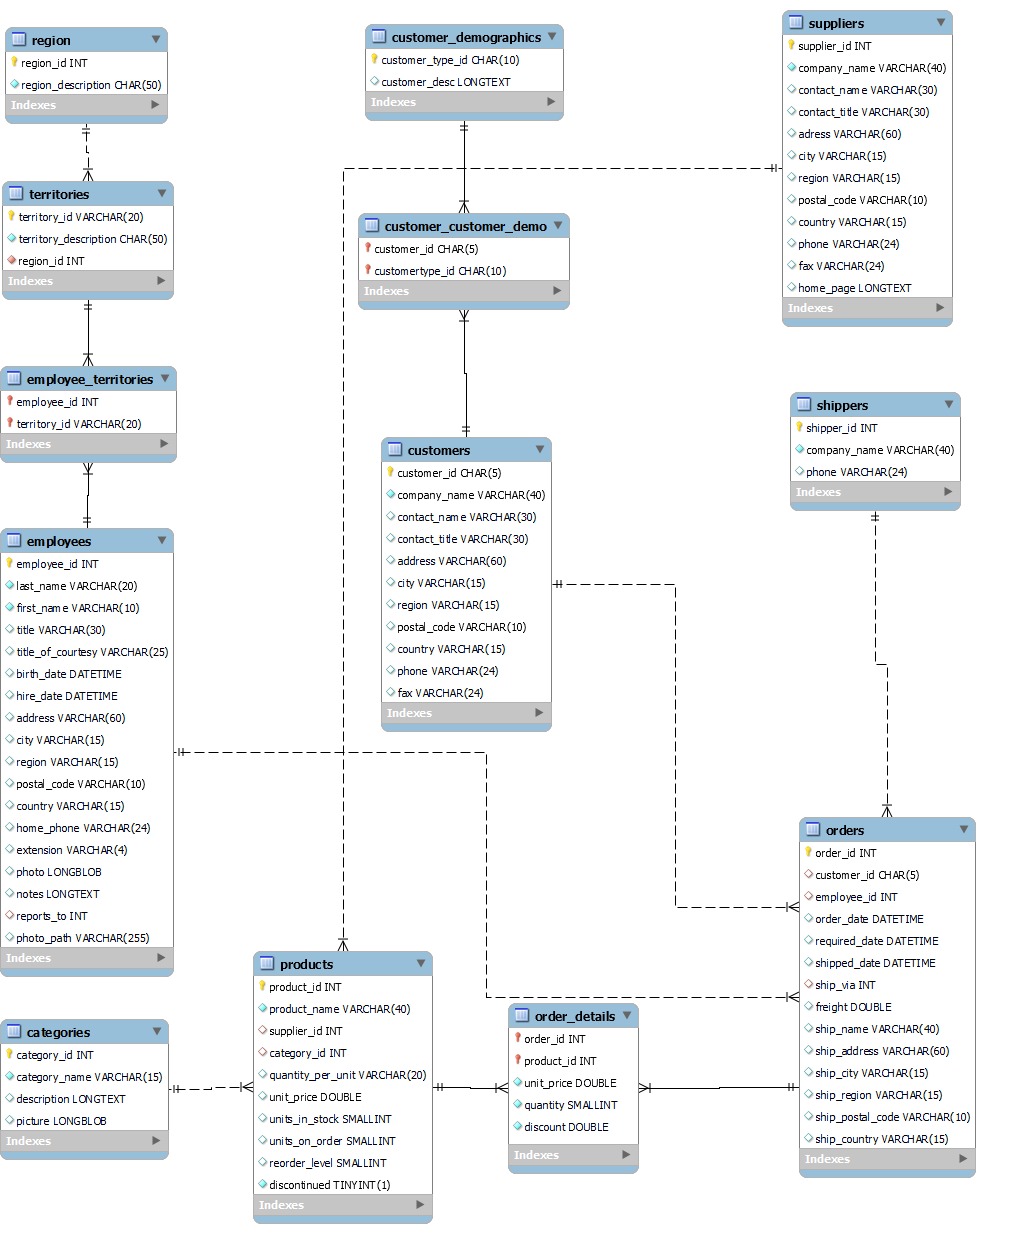 region
region_id INT
region_description CHAR(50)
Indexes
territories
territory_id VARCHAR(20)
territory_description CHAR(50)
region_id INT
Indexes
employee_territories
employee_id INT
territory_id VARCHAR(20)
Indexes
employees
employee_id INT
last_name VARCHAR(20)
first_name VARCHAR(10)
title VARCHAR(30)
title_of_courtesy VARCHAR(25)
birth_date DATETIME
hire_date DATETIME
address VARCHAR(60)
city VARCHAR(15)
region VARCHAR(15)
postal_code VARCHAR(10)
country VARCHAR(15)
home_phone VARCHAR(24)
extension VARCHAR(4)
photo LONGBLOB
notes LONGTEXT
reports_to INT
photo_path VARCHAR(255)
Indexes
categories
category_id INT
category_name VARCHAR(15)
description LONGTEXT
picture LONGBLOB
Indexes
customer_demographics
customer_type_id CHAR(10)
customer_desc LONGTEXT
Indexes
customer_customer_demo
customer_id CHAR(5)
customertype_id CHAR(10)
Indexes
customers
customer_id CHAR(5)
company_name VARCHAR(40)
contact_name VARCHAR(30)
contact_title VARCHAR(30)
address VARCHAR(60)
city VARCHAR(15)
region VARCHAR(15)
postal_code VARCHAR(10)
country VARCHAR(15)
phone VARCHAR(24)
fax VARCHAR(24)
Indexes
products
product_id INT
product_name VARCHAR(40)
supplier_id INT
category_id INT
quantity_per_unit VARCHAR(20)
unit_price DOUBLE
units_in_stock SMALLINT
units_on_order SMALLINT
reorder_level SMALLINT
discontinued TINYINT(1)
Indexes
order_details
order_id INT
product_id INT
unit_price DOUBLE
quantity SMALLINT
discount DOUBLE
Indexes
suppliers
supplier_id INT
company_name VARCHAR(40)
contact_name VARCHAR(30)
contact_title VARCHAR(30)
adress VARCHAR(60)
city VARCHAR(15)
region VARCHAR(15)
postal_code VARCHAR(10)
country VARCHAR(15)
phone VARCHAR(24)
fax VARCHAR(24)
home_page LONGTEXT
Indexes
shippers
shipper_id INT
company_name VARCHAR(40)
phone VARCHAR(24)
Indexes
orders
order_id INT
customer_id CHAR(5)
employee_id INT
order_date DATETIME
required_date DATETIME
shipped_date DATETIME
ship_via INT
freight DOUBLE
ship_name VARCHAR(40)
ship_address VARCHAR(60)
ship_city VARCHAR(15)
ship_region VARCHAR(15)
ship_postal_code VARCHAR(10)
ship_country VARCHAR(15)
Indexes